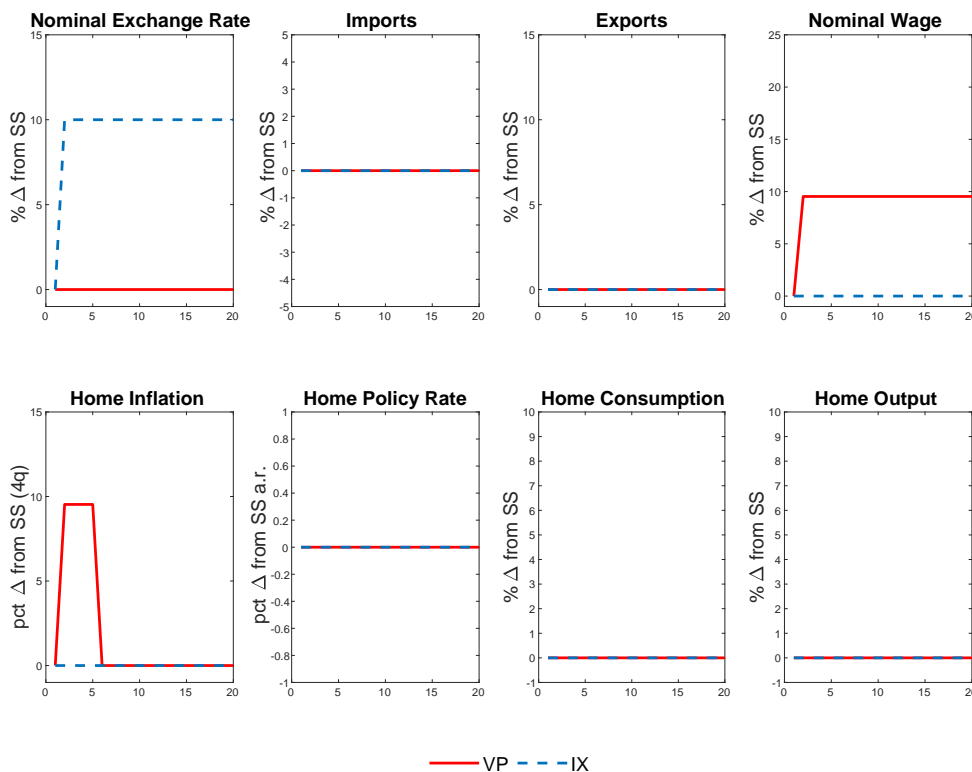 Nominal Exchange Rate
% Δ from SS
15
10
5
0
0 5 10 15 20
Imports
% Δ from SS
5
4
3
2
1
0
-1
-2
-3
-4
-5
0 5 10 15 20
Exports
% Δ from SS
15
10
5
0
0 5 10 15 20
Nominal Wage
% Δ from SS
25
20
15
10
5
0
0 5 10 15 20
Home Inflation
pct Δ from SS (4q)
15
10
5
0
0 5 10 15 20
Home Policy Rate
pct Δ from SS a.r.
1
0.8
0.6
0.4
0.2
0
-0.2
-0.4
-0.6
-0.8
-1
0 5 10 15 20
Home Consumption
% Δ from SS
10
9
8
7
6
5
4
3
2
1
0
-1
0 5 10 15 20
Home Output
% Δ from SS
10
9
8
7
6
5
4
3
2
1
0
-1
0 5 10 15 20
VP IX